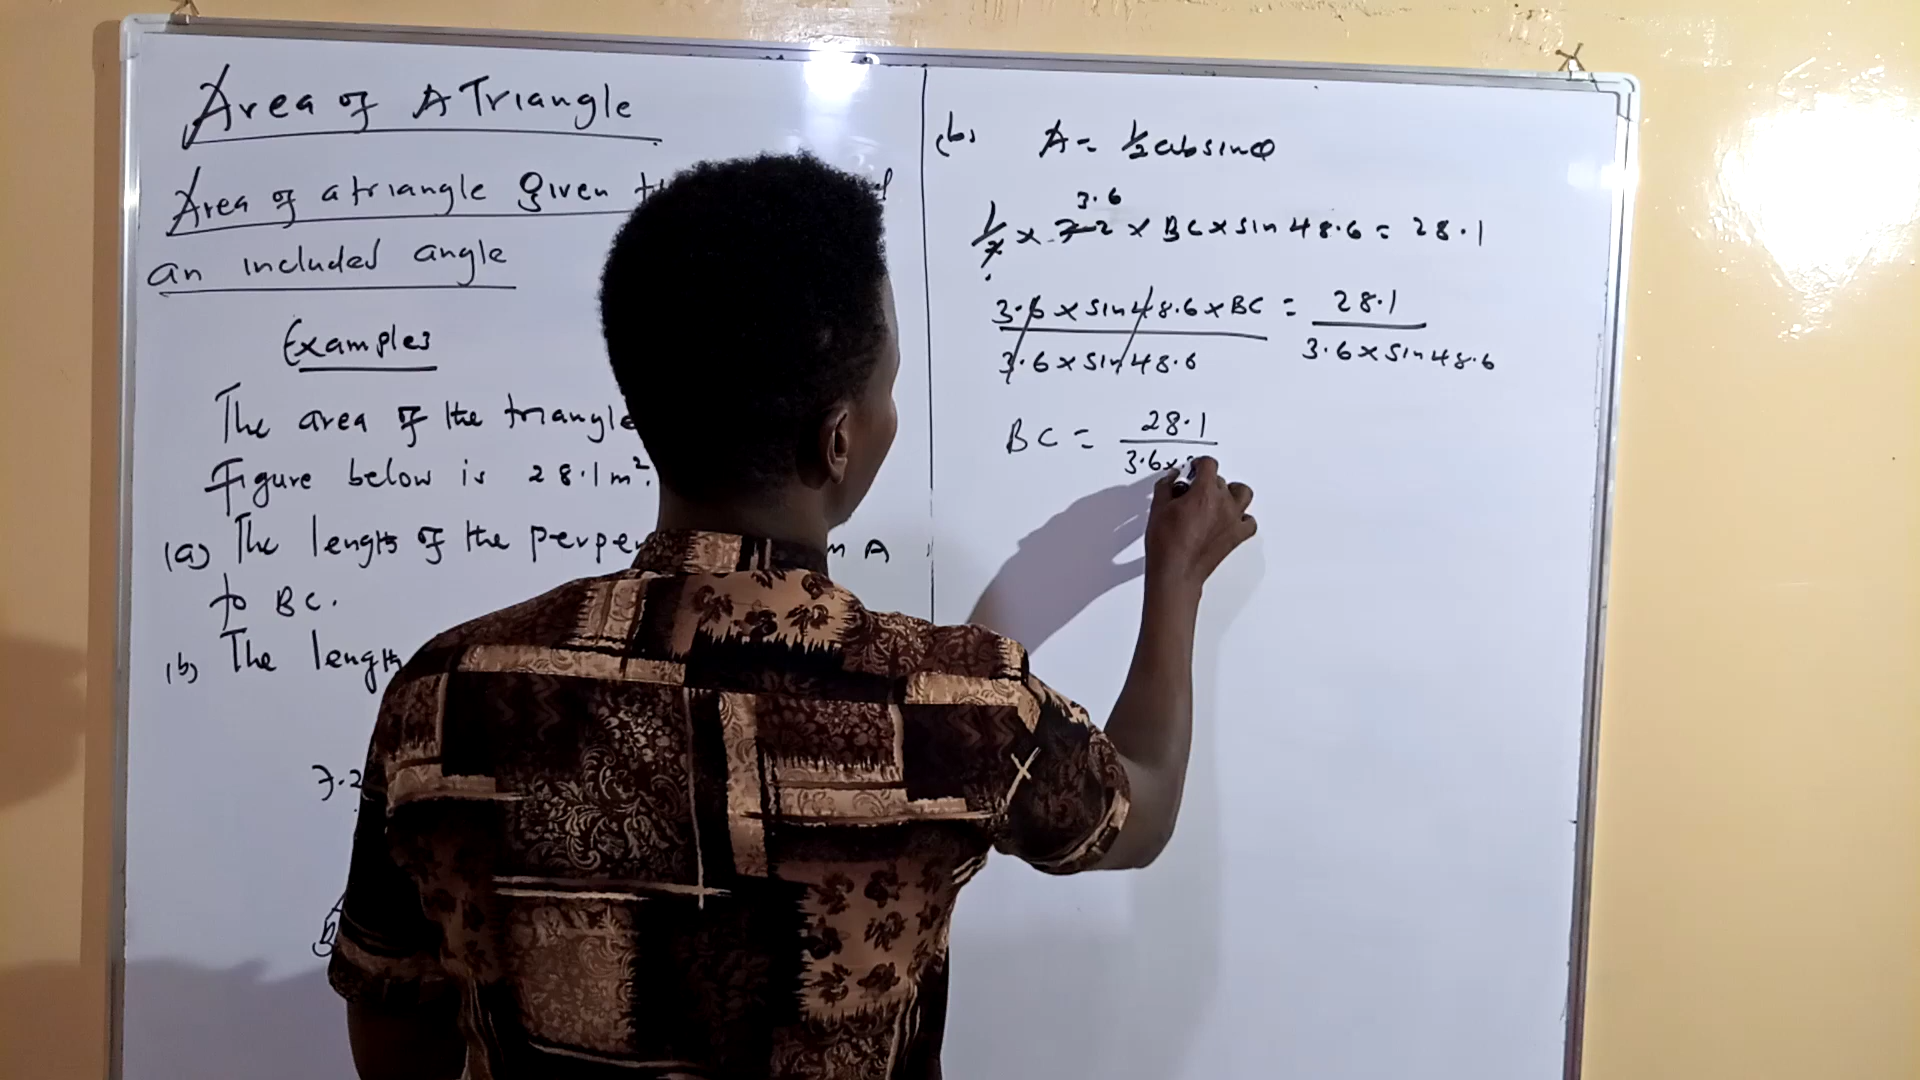 Area of A Triangle
Area of a triangle given
an included angle
Examples
The area of the triangle
Figure below is 28.1m².
(a) The length of the A
to BC.
(b) The length
7.2
B
(b) A = ½absinθ
3.6
1/2 × 7.2 × BC × sin 48.6 = 28.1
3.6 × sin 48.6 × BC = 28.1
3.6 × sin 48.6 3.6 × sin 48.6
BC = 28.1
3.6×